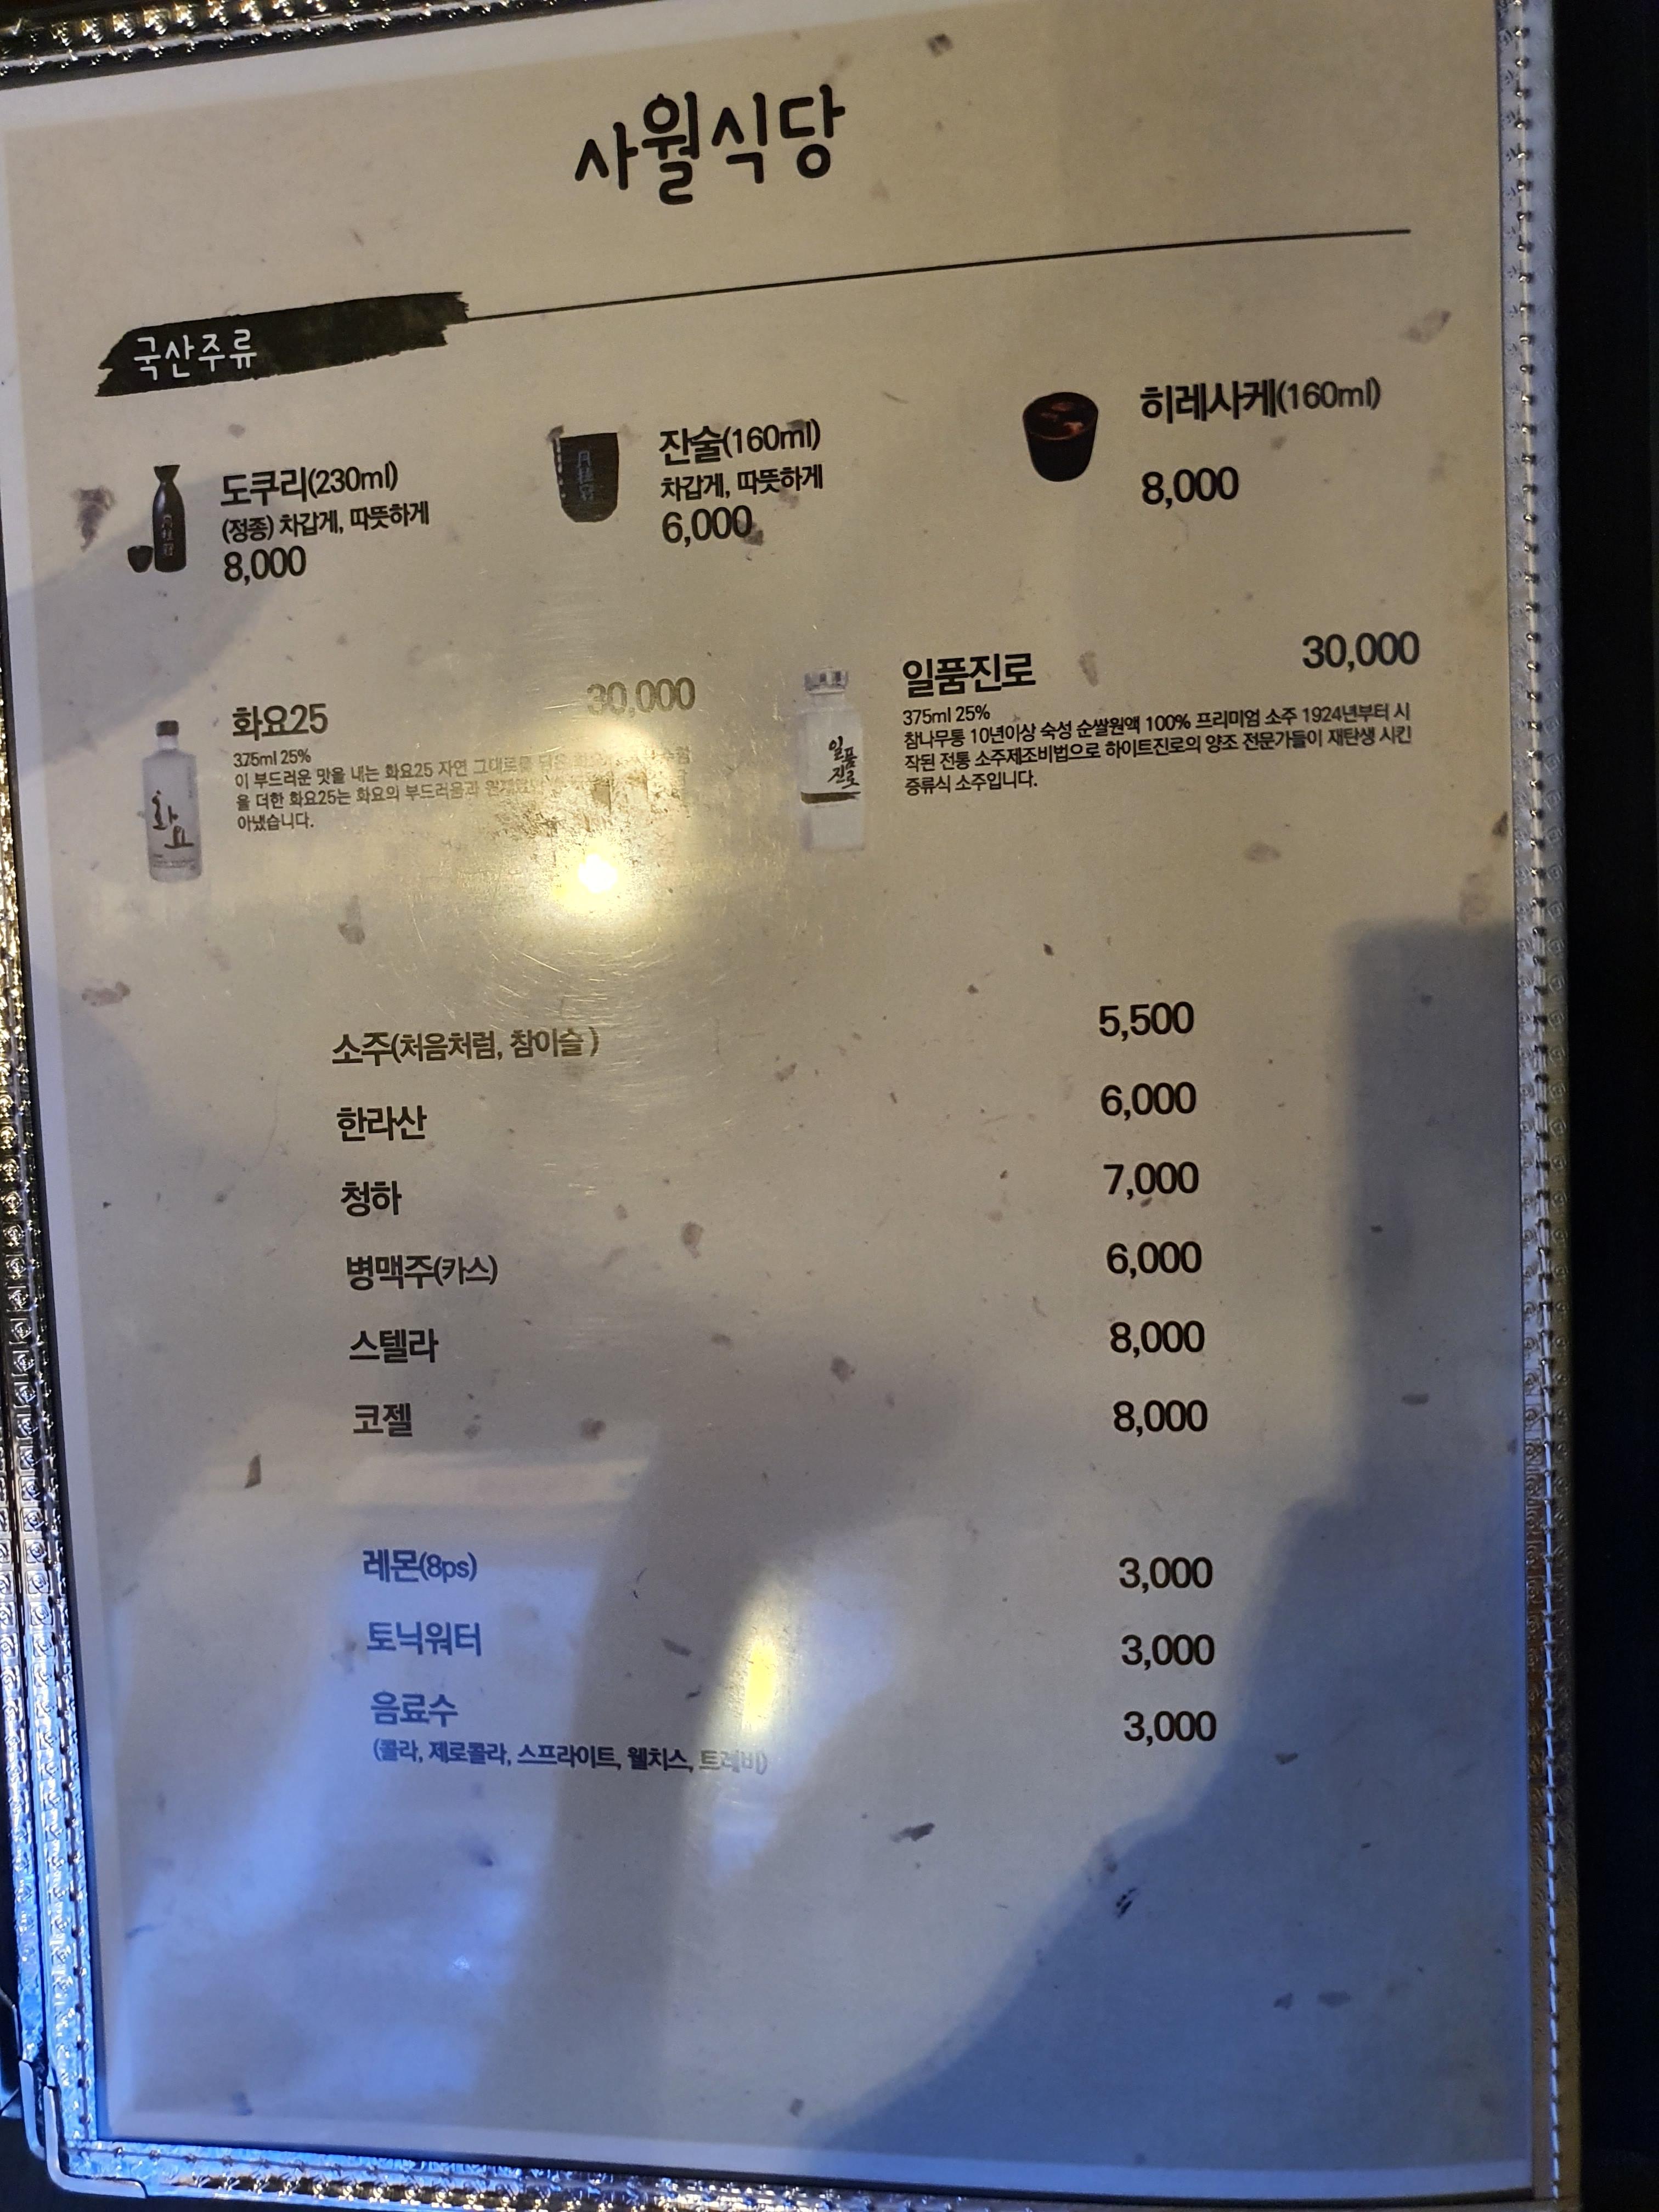 사월식당
국산주류
도쿠리(230ml)
(정종) 차갑게, 따뜻하게
8,000
잔술(160ml)
차갑게, 따뜻하게
6,000
히레사케(160ml)
8,000
화요25
30,000
375ml 25%
이 부드러운 맛을 내는 화요25 자연 그대로를
을 더한 화요25는 화요의 부드러움과
아냈습니다.
화요
일품진로
30,000
375ml 25%
참나무통 10년이상 숙성 순쌀원액 100% 프리미엄 소주 1924년부터 시
작된 전통 소주제조비법으로 하이트진로의 양조 전문가들이 재탄생 시킨
증류식 소주입니다.
일품
진로
소주(처음처럼, 참이슬 ) 5,500
한라산 6,000
청하 7,000
병맥주(카스) 6,000
스텔라 8,000
코젤 8,000
레몬(8ps) 3,000
토닉워터 3,000
음료수 3,000
(콜라, 제로콜라, 스프라이트, 웰치스, 트레비)